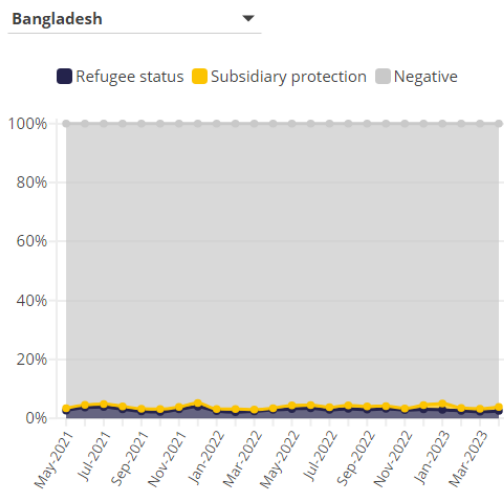 Bangladesh
Refugee status Subsidiary protection Negative
100%
80%
60%
40%
20%
0%
May-2021 Jul-2021 Sep-2021 Nov-2021 Jan-2022 Mar-2022 May-2022 Jul-2022 Sep-2022 Nov-2022 Jan-2023 Mar-2023